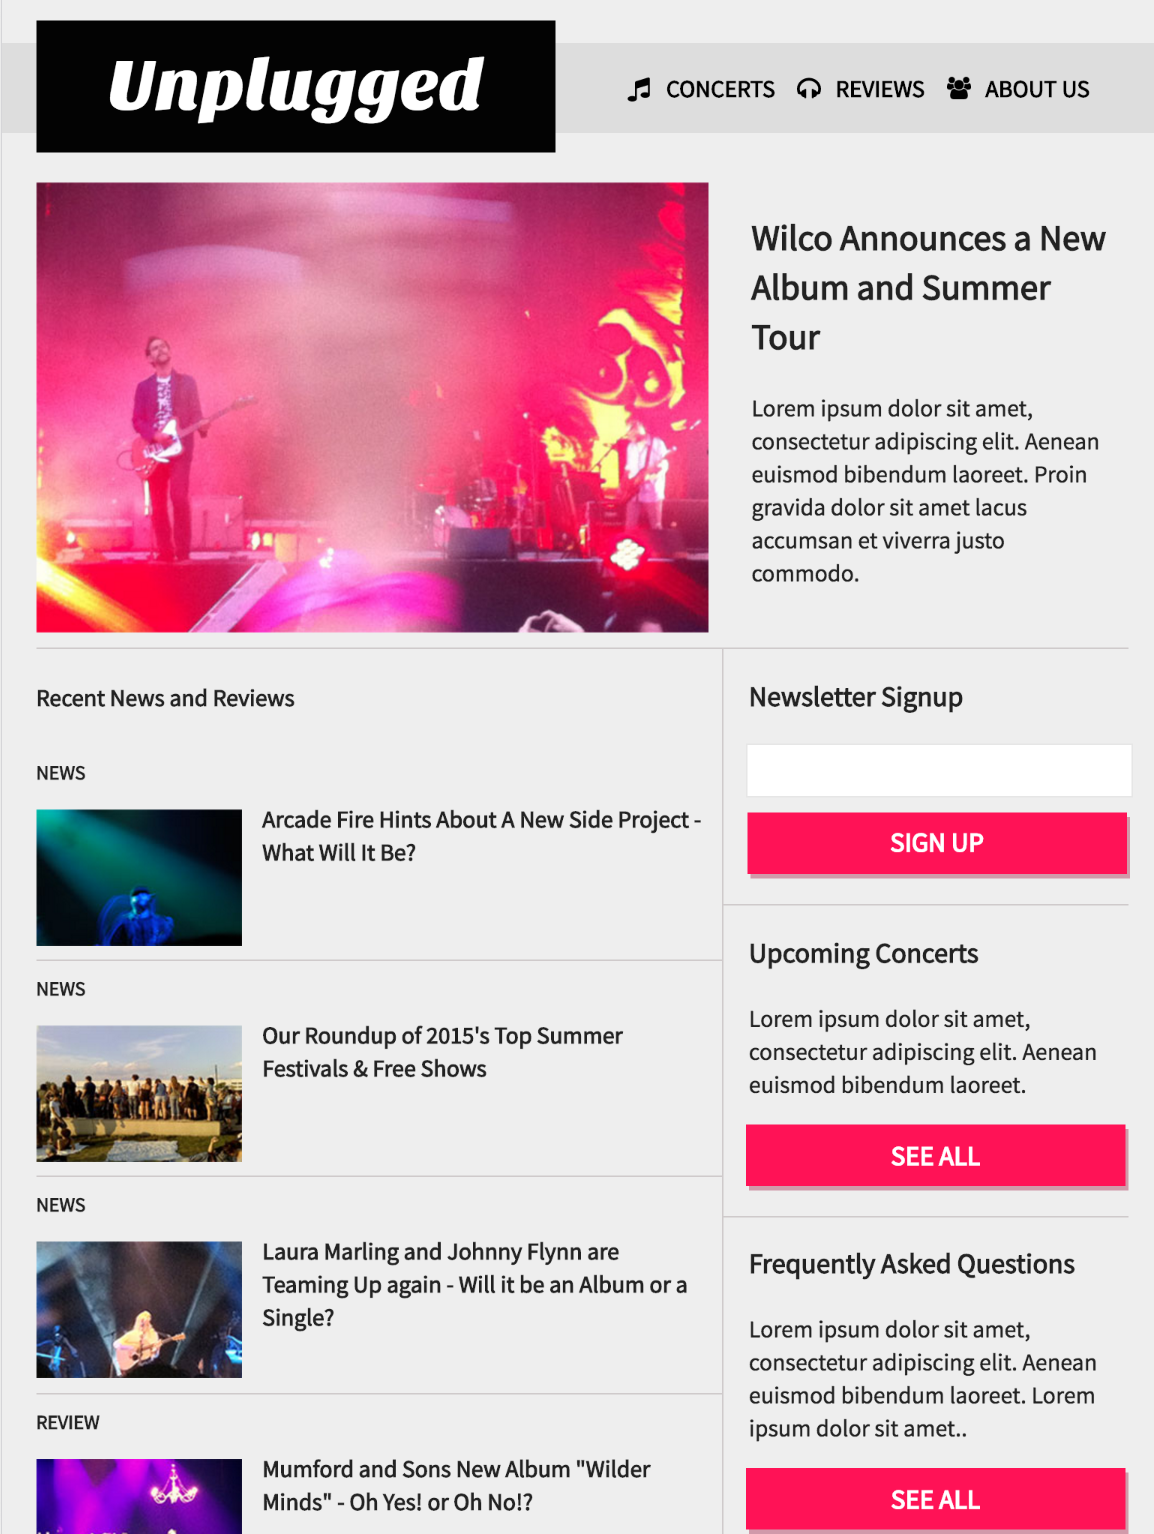 Unplugged
CONCERTS REVIEWS ABOUT US
Wilco Announces a New
Album and Summer
Tour
Lorem ipsum dolor sit amet,
consectetur adipiscing elit. Aenean
euismod bibendum laoreet. Proin
gravida dolor sit amet lacus
accumsan et viverra justo
commodo.
Recent News and Reviews
NEWS
Arcade Fire Hints About A New Side Project -
What Will It Be?
NEWS
Our Roundup of 2015's Top Summer
Festivals & Free Shows
NEWS
Laura Marling and Johnny Flynn are
Teaming Up again - Will it be an Album or a
Single?
REVIEW
Mumford and Sons New Album "Wilder
Minds" - Oh Yes! or Oh No!?
Newsletter Signup
SIGN UP
Upcoming Concerts
Lorem ipsum dolor sit amet,
consectetur adipiscing elit. Aenean
euismod bibendum laoreet.
SEE ALL
Frequently Asked Questions
Lorem ipsum dolor sit amet,
consectetur adipiscing elit. Aenean
euismod bibendum laoreet. Lorem
ipsum dolor sit amet..
SEE ALL